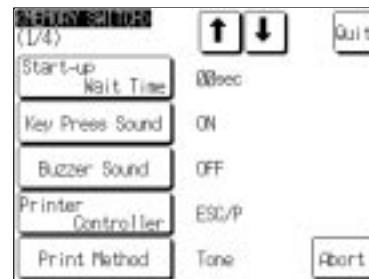 (MEMORY SWITCH)
(1/4)
↑ ↓ Quit
Start-up
Wait Time
00sec
Key Press Sound ON
Buzzer Sound OFF
Printer
Controller
ESC/P
Print Method Tone Abort